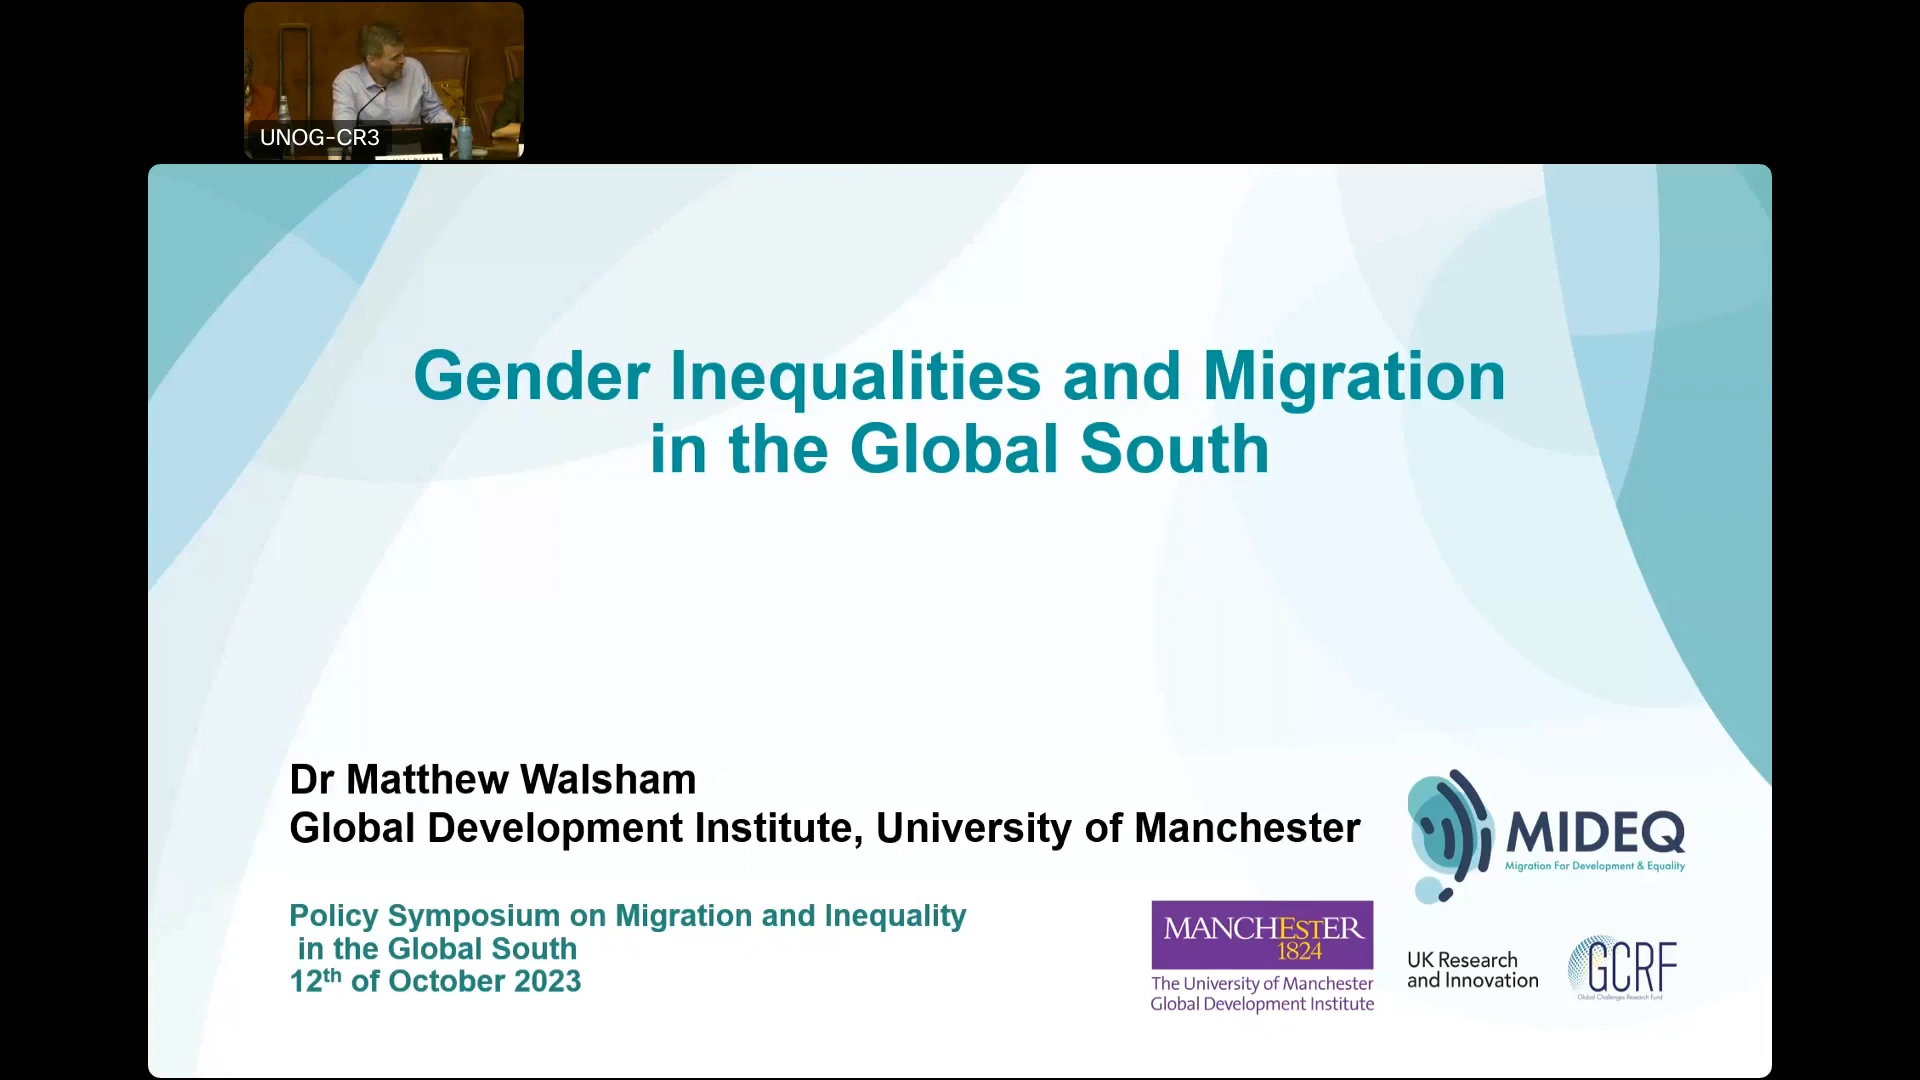 UNOG-CR3
Gender Inequalities and Migration
in the Global South
Dr Matthew Walsham
Global Development Institute, University of Manchester
Policy Symposium on Migration and Inequality
in the Global South
12th of October 2023
MIDEQ
Migration For Development & Equality
MANCHESTER
1824
The University of Manchester
Global Development Institute
UK Research
and Innovation
GCRF
Global Challenges Research Fund